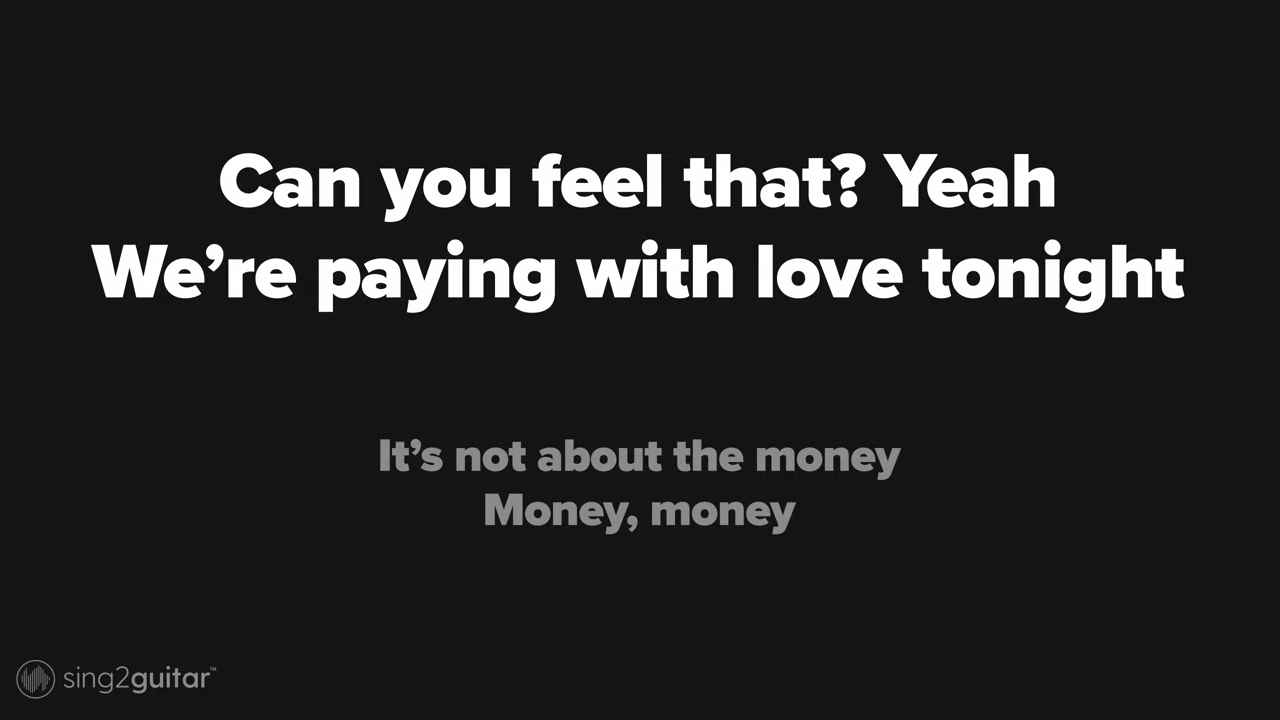 Can you feel that? Yeah
We’re paying with love tonight
It’s not about the money
Money, money
sing2guitar™